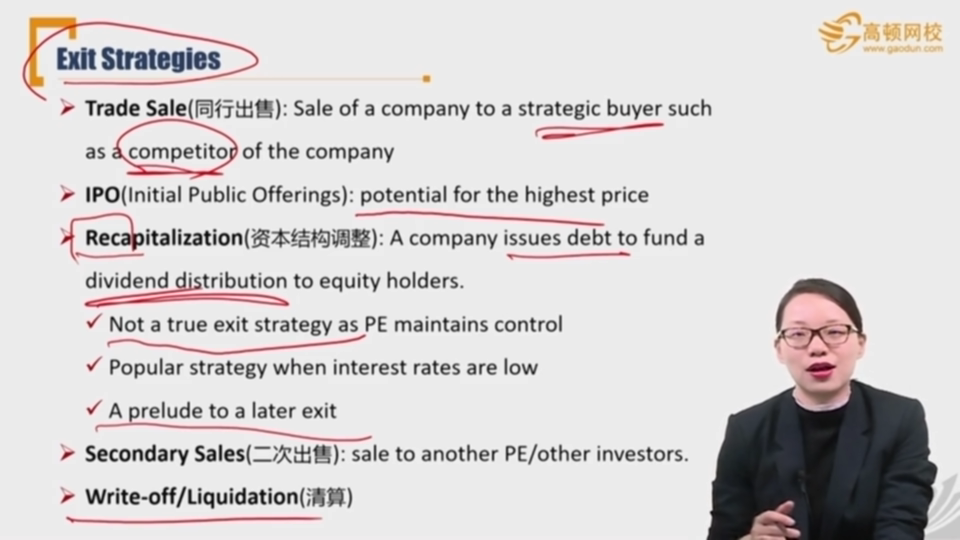 Exit Strategies
高顿网校
www.gaodun.com
Trade Sale(同行出售): Sale of a company to a strategic buyer such
as a competitor of the company
IPO(Initial Public Offerings): potential for the highest price
Recapitalization(资本结构调整): A company issues debt to fund a
dividend distribution to equity holders.
Not a true exit strategy as PE maintains control
Popular strategy when interest rates are low
A prelude to a later exit
Secondary Sales(二次出售): sale to another PE/other investors.
Write-off/Liquidation(清算)